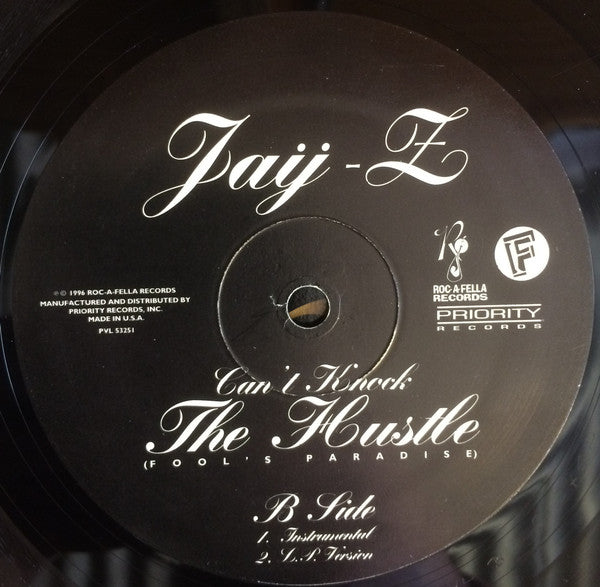 Jaÿ-Z
℗ © 1996 ROC-A-FELLA RECORDS
MANUFACTURED AND DISTRIBUTED BY
PRIORITY RECORDS, INC.
MADE IN U.S.A.
PVL 53251
R
ROC-A-FELLA
RECORDS
PRIORITY
RECORDS
Can't Knock
The Hustle
(FOOL'S PARADISE)
B Side
1. Instrumental
2. L.P. Version